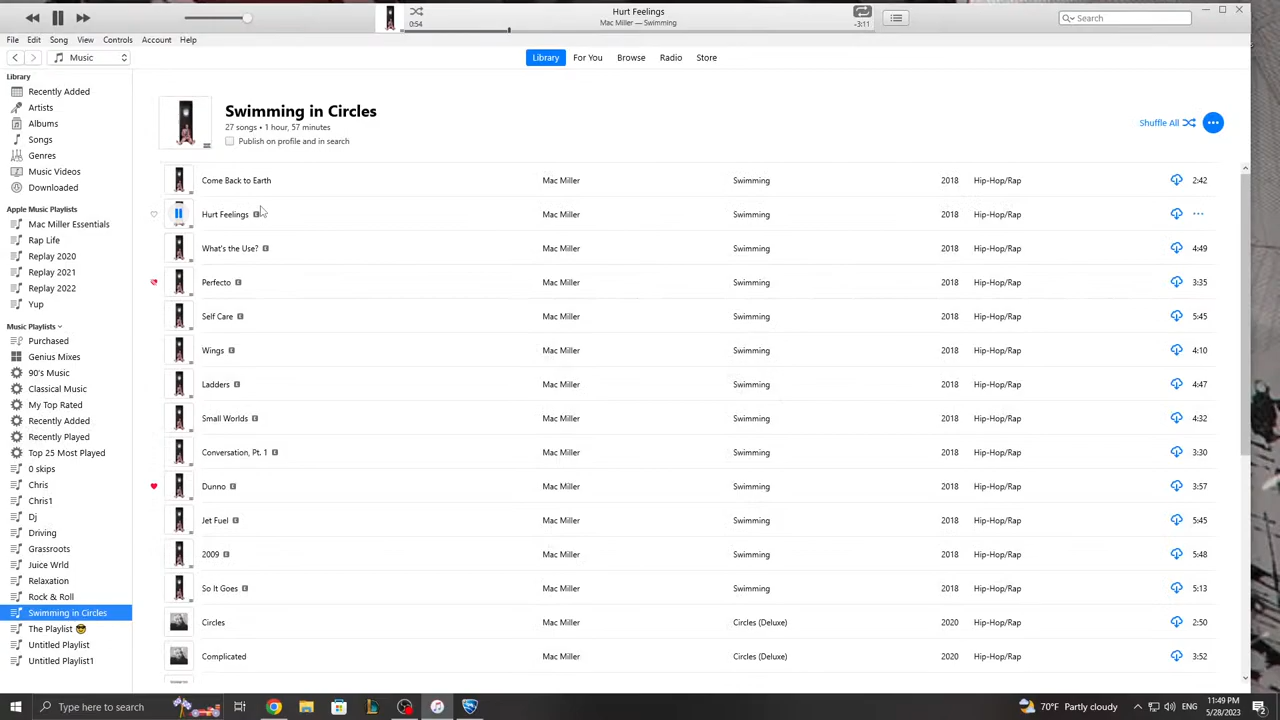 Hurt Feelings
Mac Miller — Swimming
0:54
-3:11
Search
File Edit Song View Controls Account Help
Music
Library For You Browse Radio Store
Library
Recently Added
Artists
Albums
Songs
Genres
Music Videos
Downloaded
Apple Music Playlists
Mac Miller Essentials
Rap Life
Replay 2020
Replay 2021
Replay 2022
Yup
Music Playlists
Purchased
Genius Mixes
90's Music
Classical Music
My Top Rated
Recently Added
Recently Played
Top 25 Most Played
0 skips
Chris
Chris1
Dj
Driving
Grassroots
Juice Wrld
Relaxation
Rock & Roll
Swimming in Circles
The Playlist 😎
Untitled Playlist
Untitled Playlist1
Swimming in Circles
27 songs • 1 hour, 57 minutes
Publish on profile and in search
Shuffle All
Come Back to Earth Mac Miller Swimming 2018 Hip-Hop/Rap 2:42
Hurt Feelings E Mac Miller Swimming 2018 Hip-Hop/Rap
What's the Use? E Mac Miller Swimming 2018 Hip-Hop/Rap 4:49
Perfecto E Mac Miller Swimming 2018 Hip-Hop/Rap 3:35
Self Care E Mac Miller Swimming 2018 Hip-Hop/Rap 5:45
Wings E Mac Miller Swimming 2018 Hip-Hop/Rap 4:10
Ladders E Mac Miller Swimming 2018 Hip-Hop/Rap 4:47
Small Worlds E Mac Miller Swimming 2018 Hip-Hop/Rap 4:32
Conversation, Pt. 1 E Mac Miller Swimming 2018 Hip-Hop/Rap 3:30
Dunno E Mac Miller Swimming 2018 Hip-Hop/Rap 3:57
Jet Fuel E Mac Miller Swimming 2018 Hip-Hop/Rap 5:45
2009 E Mac Miller Swimming 2018 Hip-Hop/Rap 5:48
So It Goes E Mac Miller Swimming 2018 Hip-Hop/Rap 5:13
Circles Mac Miller Circles (Deluxe) 2020 Hip-Hop/Rap 2:50
Complicated Mac Miller Circles (Deluxe) 2020 Hip-Hop/Rap 3:52
Type here to search
70°F Partly cloudy
ENG
11:49 PM
5/28/2023
2